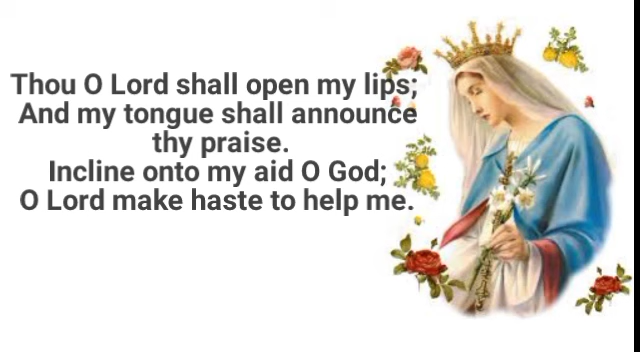 Thou O Lord shall open my lips;
And my tongue shall announce
thy praise.
Incline onto my aid O God;
O Lord make haste to help me.